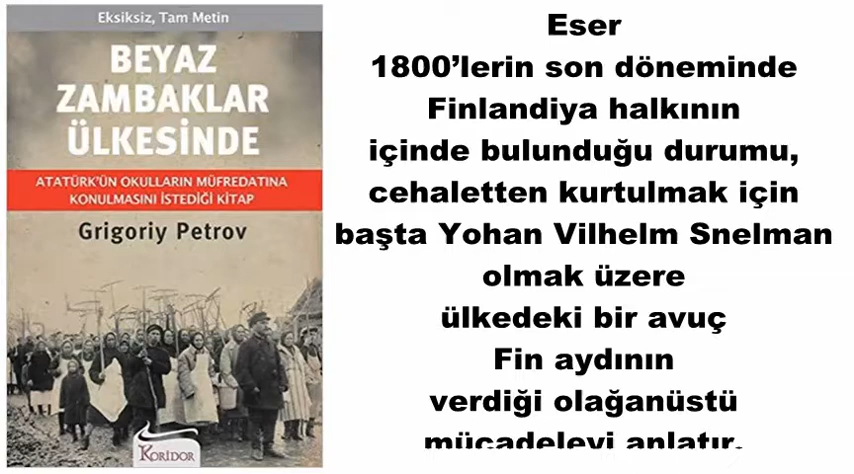 Eksiksiz, Tam Metin
BEYAZ
ZAMBAKLAR
ÜLKESİNDE
ATATÜRK'ÜN OKULLARIN MÜFREDATINA
KONULMASINI İSTEDİĞİ KİTAP
Grigoriy Petrov
KORİDOR
Eser
1800’lerin son döneminde
Finlandiya halkının
içinde bulunduğu durumu,
cehaletten kurtulmak için
başta Yohan Vilhelm Snelman
olmak üzere
ülkedeki bir avuç
Fin aydının
verdiği olağanüstü
mücadeleyi anlatır.